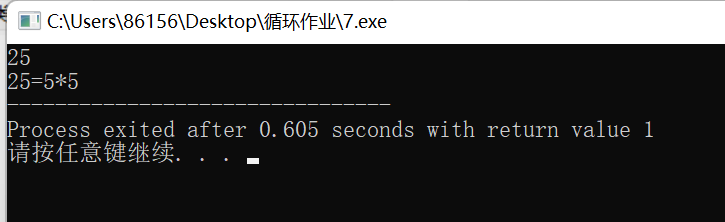 C:\Users\86156\Desktop\循环作业\7.exe
25
25=5*5
--------------------------------
Process exited after 0.605 seconds with return value 1
请按任意键继续. . .